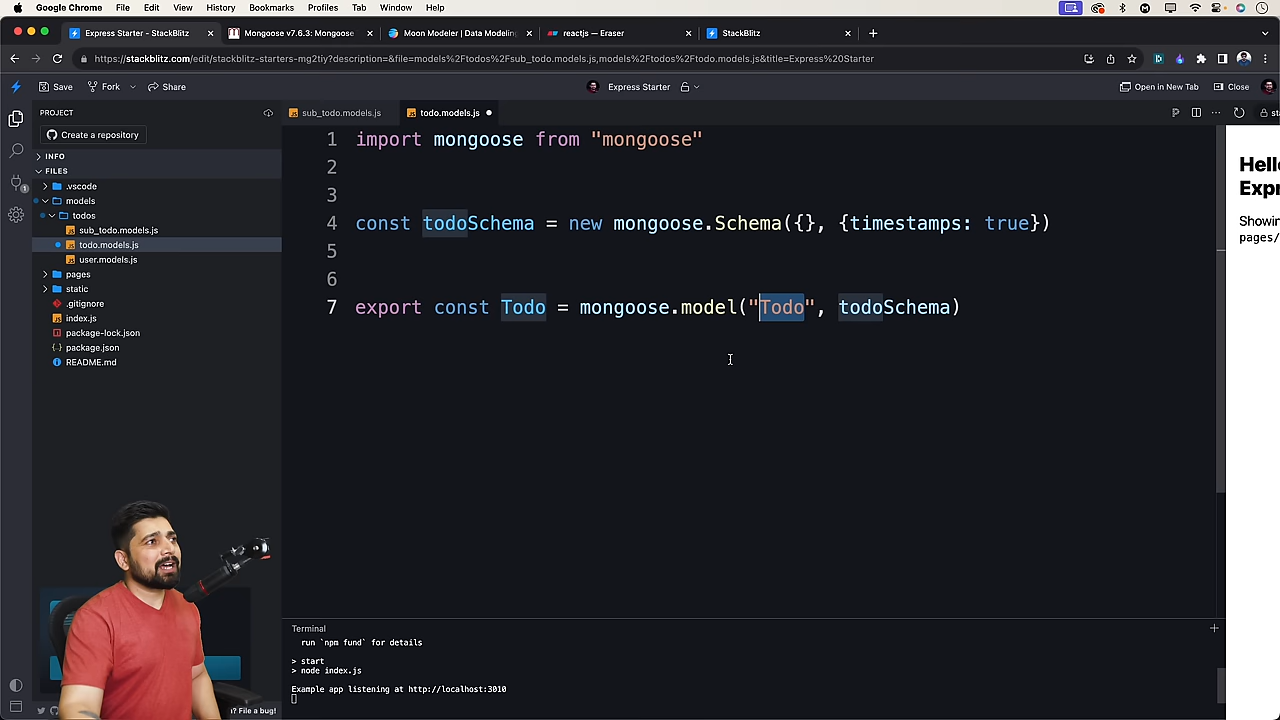 Google Chrome File Edit View History Bookmarks Profiles Tab Window Help
Express Starter - StackBlitz
Mongoose v7.6.3: Mongoose
Moon Modeler | Data Modeling
reactjs — Eraser
StackBlitz
https://stackblitz.com/edit/stackblitz-starters-mg2tiy?description=&file=models%2Ftodos%2Fsub_todo.models.js,models%2Ftodos%2Ftodo.models.js&title=Express%20Starter
Save Fork Share
Express Starter
Open in New Tab Close
PROJECT
Create a repository
INFO
FILES
.vscode
models
todos
sub_todo.models.js
todo.models.js
user.models.js
pages
static
.gitignore
index.js
package-lock.json
package.json
README.md
sub_todo.models.js todo.models.js
1 import mongoose from "mongoose"
2
3
4 const todoSchema = new mongoose.Schema({}, {timestamps: true})
5
6
7 export const Todo = mongoose.model("Todo", todoSchema)
Hell
Expr
Showin
pages/
Terminal
run `npm fund` for details
> start
> node index.js
Example app listening at http://localhost:3010
? File a bug!